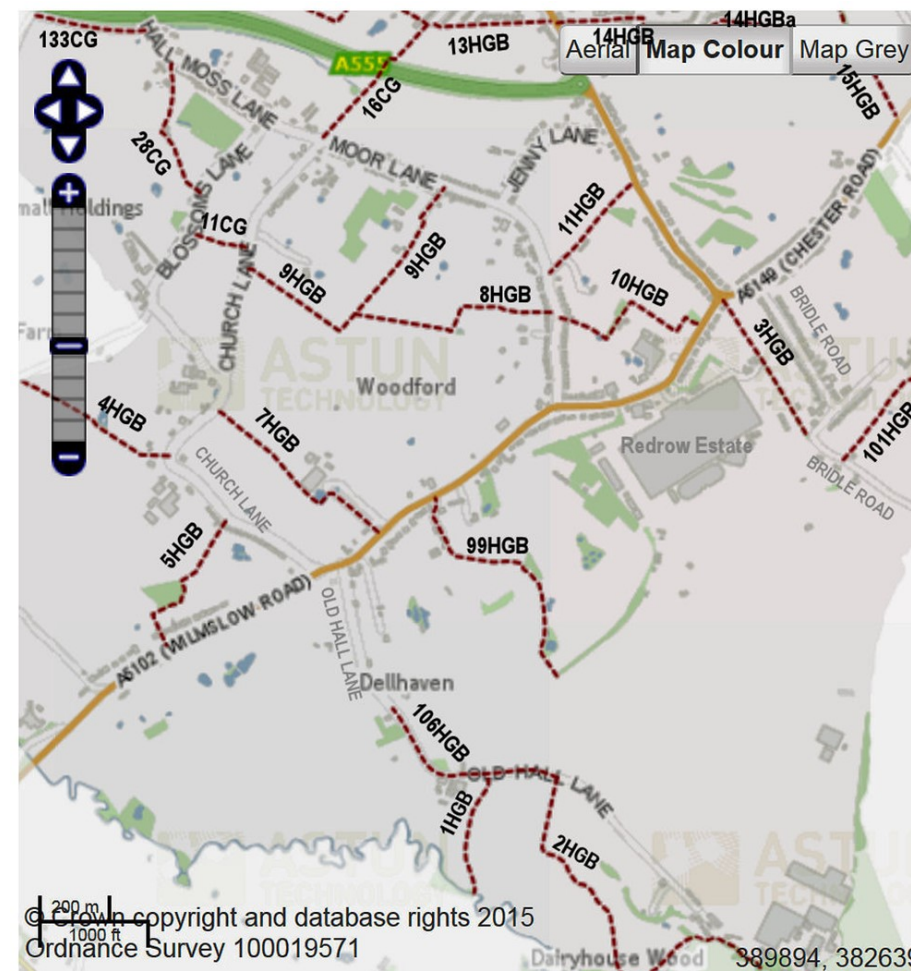 133CG
HALL MOSS LANE
A555
13HGB
14HGB
14HGBa
Aerial
Map Colour
Map Grey
15HGB
16CG
28CG
MOOR LANE
JENNY LANE
BLOSSOMS LANE
mall Holdings
11CG
CHURCH LANE
9HGB
9HGB
11HGB
8HGB
10HGB
A5149 (CHESTER ROAD)
BRIDLE ROAD
3HGB
Farm
ASTUN
TECHNOLOGY
Woodford
4HGB
7HGB
Redrow Estate
101HGB
BRIDLE ROAD
CHURCH LANE
5HGB
99HGB
A5102 (WILMSLOW ROAD)
OLD HALL LANE
Dellhaven
106HGB
OLD HALL LANE
1HGB
2HGB
ASTUN
TECHNOLOGY
200 m
1000 ft
© Crown copyright and database rights 2015
Ordnance Survey 100019571
Dairyhouse Wood
389894, 382639